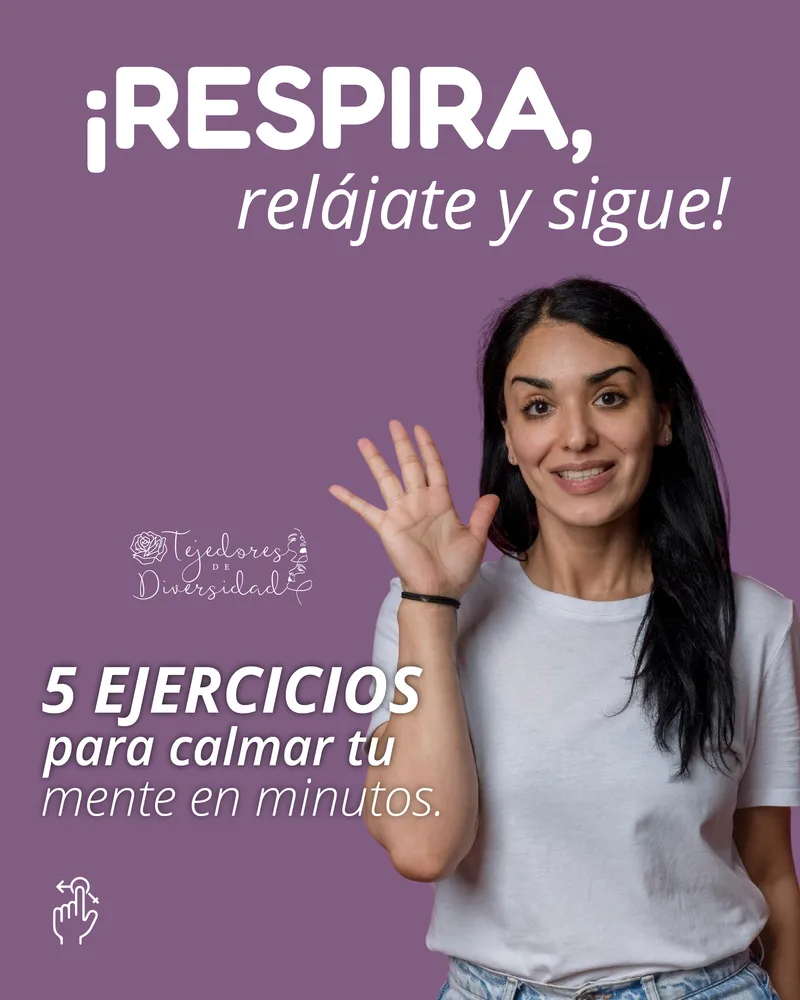 ¡RESPIRA,
relájate y sigue!
Tejedores
DE
Diversidad
5 EJERCICIOS
para calmar tu
mente en minutos.